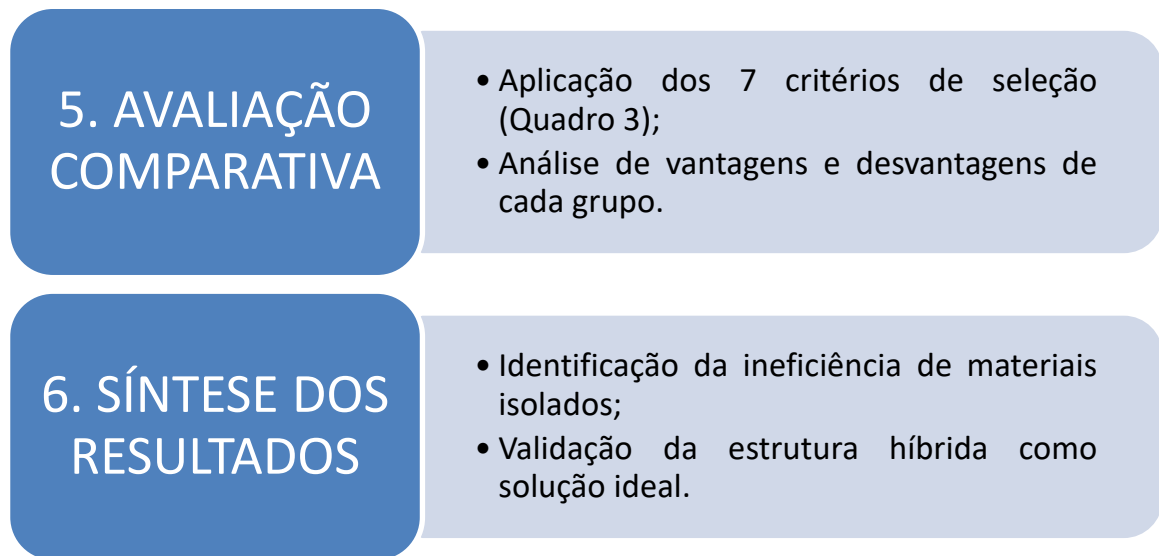 5. AVALIAÇÃO
COMPARATIVA
• Aplicação dos 7 critérios de seleção
(Quadro 3);
• Análise de vantagens e desvantagens de
cada grupo.
6. SÍNTESE DOS
RESULTADOS
• Identificação da ineficiência de materiais
isolados;
• Validação da estrutura híbrida como
solução ideal.